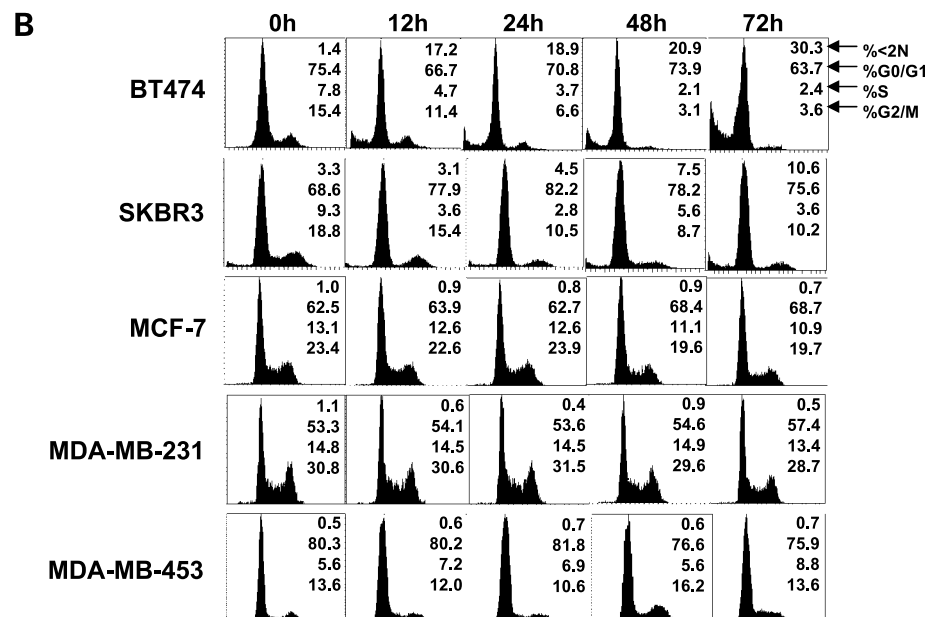 B
0h 12h 24h 48h 72h
BT474
1.4 17.2 18.9 20.9 30.3 %<2N
75.4 66.7 70.8 73.9 63.7 %G0/G1
7.8 4.7 3.7 2.1 2.4 %S
15.4 11.4 6.6 3.1 3.6 %G2/M
SKBR3
3.3 3.1 4.5 7.5 10.6
68.6 77.9 82.2 78.2 75.6
9.3 3.6 2.8 5.6 3.6
18.8 15.4 10.5 8.7 10.2
MCF-7
1.0 0.9 0.8 0.9 0.7
62.5 63.9 62.7 68.4 68.7
13.1 12.6 12.6 11.1 10.9
23.4 22.6 23.9 19.6 19.7
MDA-MB-231
1.1 0.6 0.4 0.9 0.5
53.3 54.1 53.6 54.6 57.4
14.8 14.5 14.5 14.9 13.4
30.8 30.6 31.5 29.6 28.7
MDA-MB-453
0.5 0.6 0.7 0.6 0.7
80.3 80.2 81.8 76.6 75.9
5.6 7.2 6.9 5.6 8.8
13.6 12.0 10.6 16.2 13.6